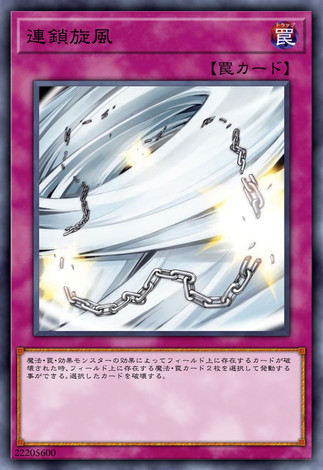 連鎖旋風
トラップ
罠
【罠カード】
魔法・罠・効果モンスターの効果によってフィールド上に存在するカードが破
壊された時、フィールド上に存在する魔法・罠カード2枚を選択して発動する
事ができる。選択したカードを破壊する。
22205600